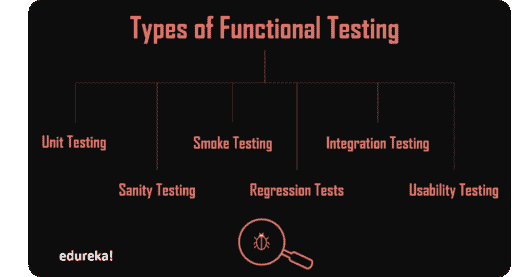 Types of Functional Testing
Unit Testing
Smoke Testing
Integration Testing
Sanity Testing
Regression Tests
Usability Testing
edureka!